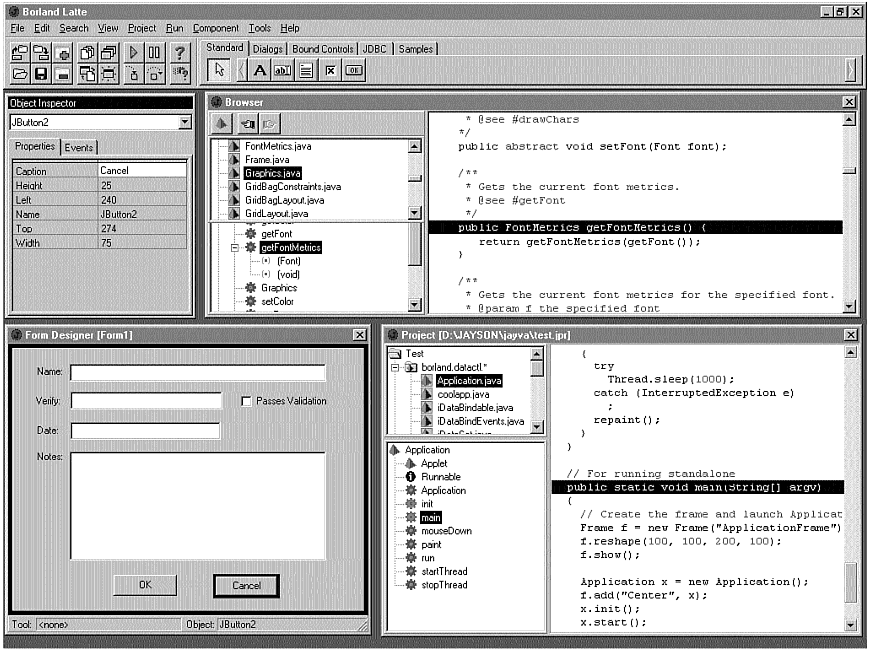 Borland Latte
File Edit Search View Project Run Component Tools Help
Standard Dialogs Bound Controls JDBC Samples
A ab OK
Object Inspector
JButton2
Properties Events
Caption Cancel
Height 25
Left 240
Name JButton2
Top 274
Width 75
Browser
FontMetrics.java
Frame.java
Graphics.java
GridBagConstraints.java
GridBagLayout.java
GridLayout.java
getFont
getFontMetrics
(Font)
(void)
Graphics
setColor
* @see #drawChars
*/
public abstract void setFont(Font font);
/**
* Gets the current font metrics.
* @see #getFont
*/
public FontMetrics getFontMetrics() {
return getFontMetrics(getFont());
}
/**
* Gets the current font metrics for the specified font.
* @param f the specified font
Form Designer [Form1]
Name:
Verify: Passes Validation
Date:
Notes:
OK Cancel
Tool: <none> Object: JButton2
Project [D:\JAYSON\jayva\test.jpr]
Test
borland.datactl.*
Application.java
coolapp.java
iDataBindable.java
iDataBindEvents.java
iDataSet.java
Application
Applet
Runnable
Application
init
main
mouseDown
paint
run
startThread
stopThread
{
try
Thread.sleep(1000);
catch (InterruptedException e)
;
repaint();
}
}
// For running standalone
public static void main(String[] argv)
{
// Create the frame and launch Applicat
Frame f = new Frame("ApplicationFrame")
f.reshape(100, 100, 200, 100);
f.show();
Application x = new Application();
f.add("Center", x);
x.init();
x.start();